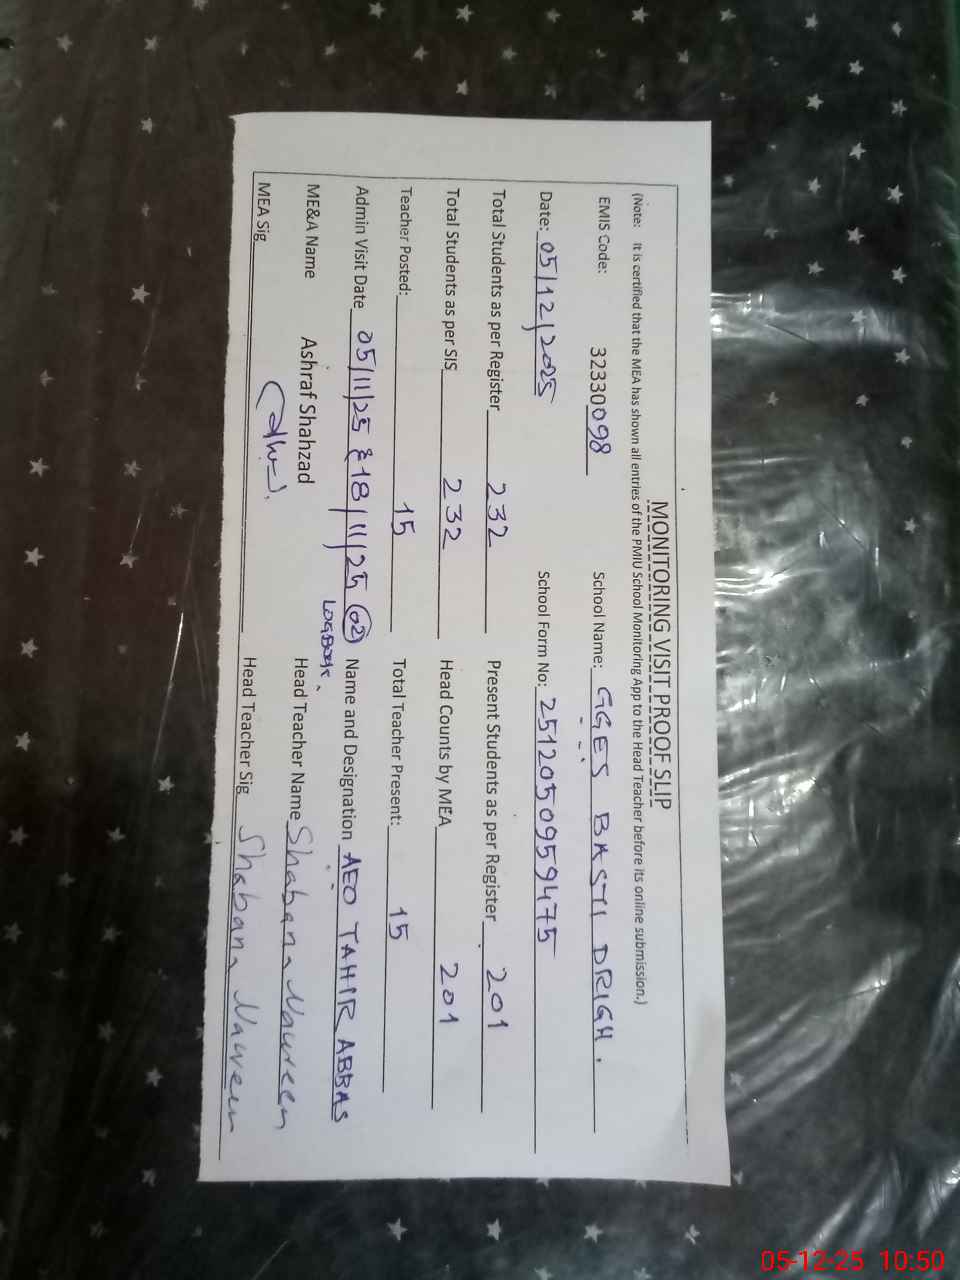 MONITORING VISIT PROOF SLIP
(Note: It is certified that the MEA has shown all entries of the PMIU School Monitoring App to the Head Teacher before its online submission.)
EMIS Code: 32330098 School Name: GGES BASTI DRIGH.
Date: 05/12/2025 School Form No: 2512050959475
Total Students as per Register 232 Present Students as per Register 201
Total Students as per SIS 232 Head Counts by MEA 201
Teacher Posted: 15 Total Teacher Present: 15
Admin Visit Date 05/11/25 & 18/11/25 (02) Name and Designation AEO TAHIR ABBAS
LOGBOOK
ME&A Name Ashraf Shahzad Head Teacher Name Shabana Nawreen
MEA Sig Head Teacher Sig Shabana Nawreen
05-12-25 10:50